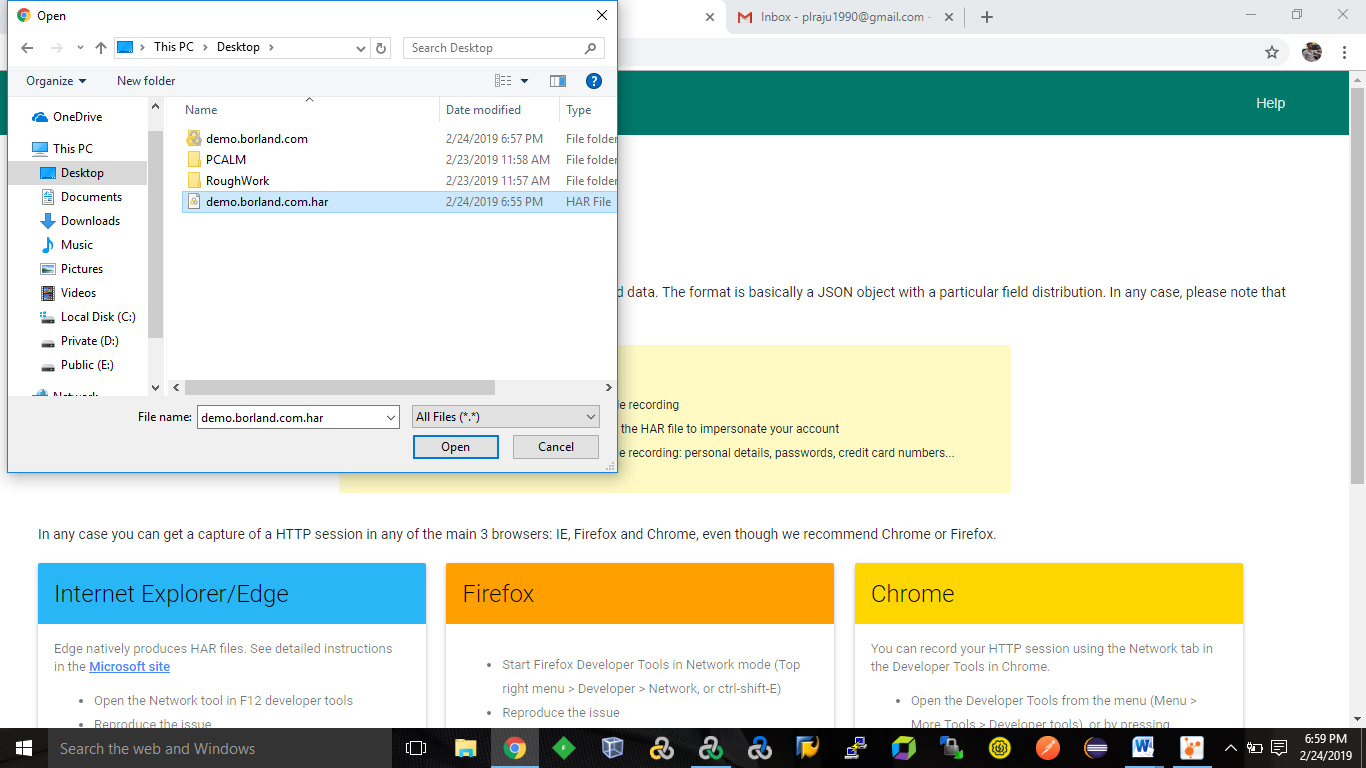 Open
Inbox - plraju1990@gmail.com -
This PC
Desktop
Search Desktop
Organize
New folder
Help
Name
Date modified
Type
OneDrive
This PC
Desktop
Documents
Downloads
Music
Pictures
Videos
Local Disk (C:)
Private (D:)
Public (E:)
Network
demo.borland.com 2/24/2019 6:57 PM File folder
PCALM 2/23/2019 11:58 AM File folder
RoughWork 2/23/2019 11:57 AM File folder
demo.borland.com.har 2/24/2019 6:55 PM HAR File
File name: demo.borland.com.har All Files (*.*)
Open Cancel
d data. The format is basically a JSON object with a particular field distribution. In any case, please note that
e recording
the HAR file to impersonate your account
e recording: personal details, passwords, credit card numbers...
In any case you can get a capture of a HTTP session in any of the main 3 browsers: IE, Firefox and Chrome, even though we recommend Chrome or Firefox.
Internet Explorer/Edge
Edge natively produces HAR files. See detailed instructions
in the Microsoft site
• Open the Network tool in F12 developer tools
• Reproduce the issue
Firefox
• Start Firefox Developer Tools in Network mode (Top
right menu > Developer > Network, or ctrl-shift-E)
• Reproduce the issue
Chrome
You can record your HTTP session using the Network tab in
the Developer Tools in Chrome.
• Open the Developer Tools from the menu (Menu >
More Tools > Developer tools), or by pressing
Search the web and Windows
6:59 PM
2/24/2019